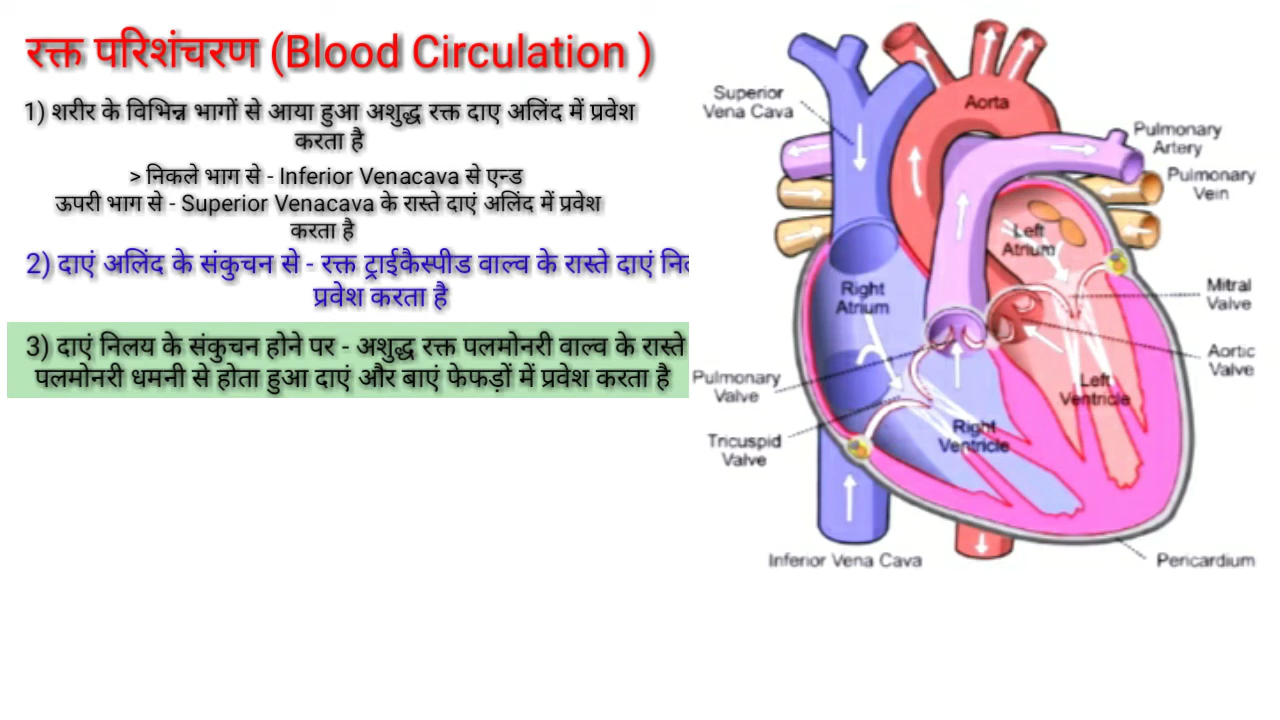 रक्त परिशंचरण (Blood Circulation )
1) शरीर के विभिन्न भागों से आया हुआ अशुद्ध रक्त दाए अलिंद में प्रवेश
करता है
> निकले भाग से - Inferior Venacava से एन्ड
ऊपरी भाग से - Superior Venacava के रास्ते दाएं अलिंद में प्रवेश
करता है
2) दाएं अलिंद के संकुचन से - रक्त ट्राईकैस्पीड वाल्व के रास्ते दाएं
प्रवेश करता है
3) दाएं निलय के संकुचन होने पर - अशुद्ध रक्त पलमोनरी वाल्व के रास्ते
पलमोनरी धमनी से होता हुआ दाएं और बाएं फेफड़ों में प्रवेश करता है
Superior
Vena Cava
Aorta
Pulmonary
Artery
Pulmonary
Vein
Left
Atrium
Right
Atrium
Mitral
Valve
Aortic
Valve
Pulmonary
Valve
Left
Ventricle
Right
Ventricle
Tricuspid
Valve
Inferior Vena Cava
Pericardium